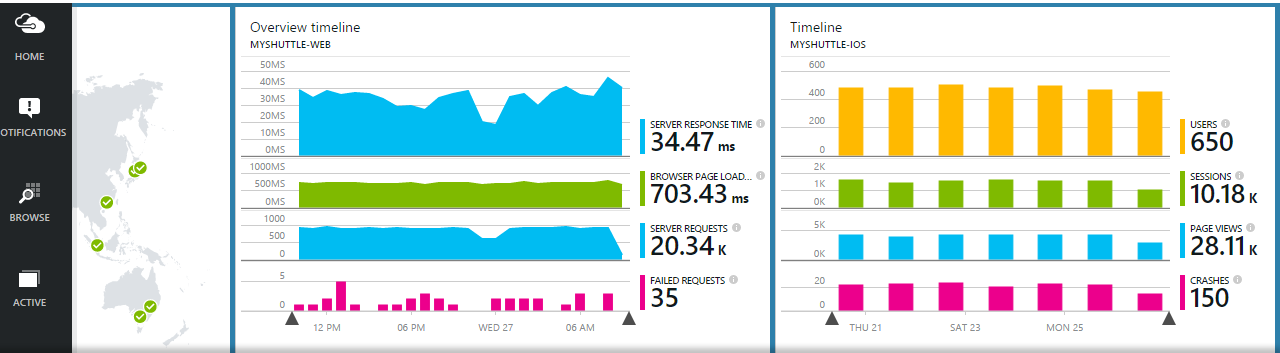 HOME
OTIFICATIONS
BROWSE
ACTIVE
Overview timeline
MYSHUTTLE-WEB
50MS
40MS
30MS
20MS
10MS
0MS
SERVER RESPONSE TIME
34.47 ms
1000MS
500MS
0MS
BROWSER PAGE LOAD...
703.43 ms
1000
500
0
SERVER REQUESTS
20.34 K
5
0
FAILED REQUESTS
35
12 PM 06 PM WED 27 06 AM
Timeline
MYSHUTTLE-IOS
600
400
200
0
USERS
650
2K
1K
0K
SESSIONS
10.18 K
5K
0K
PAGE VIEWS
28.11 K
20
0
CRASHES
150
THU 21 SAT 23 MON 25